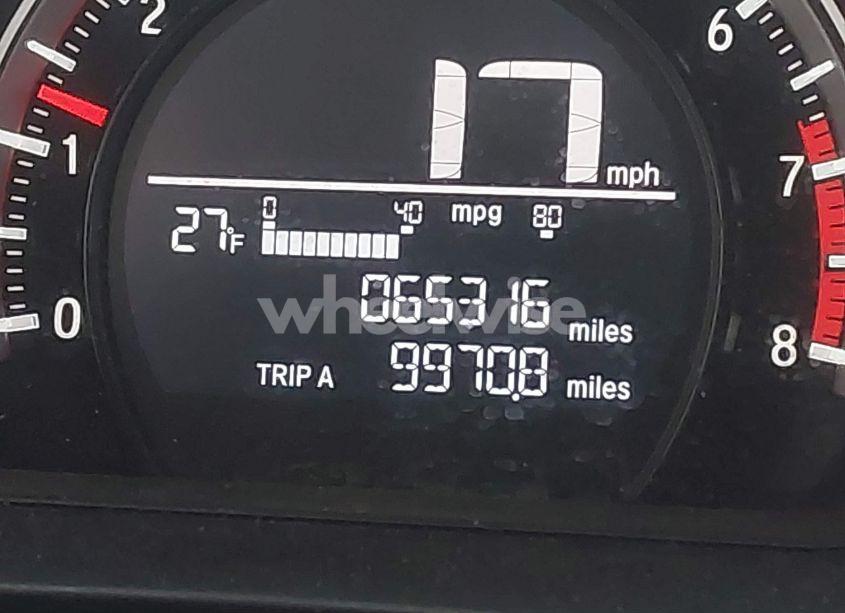 2
6
17 mph
1
7
0 40 mpg 80
27°F
065316 miles
wheelwise
0
8
TRIP A 9970.8 miles